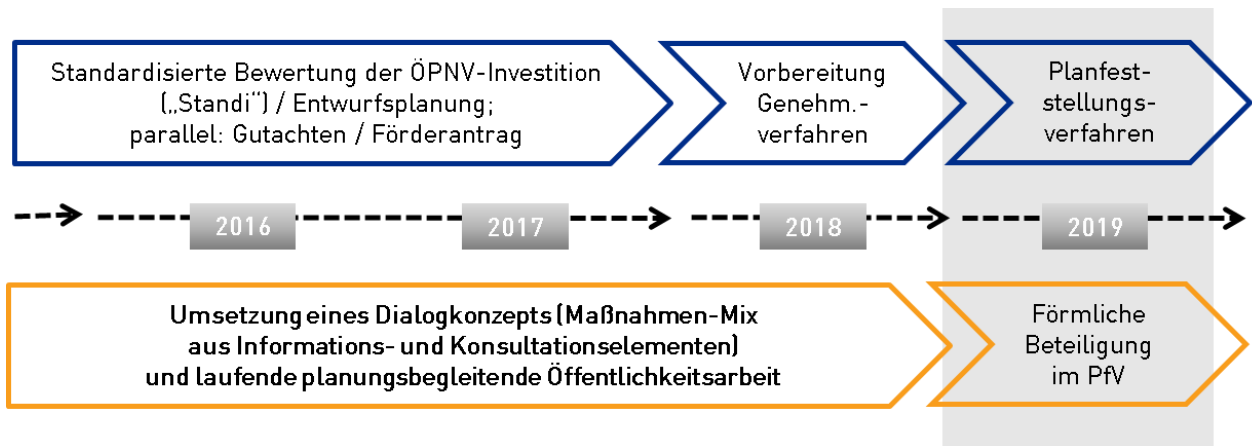 Standardisierte Bewertung der ÖPNV-Investition
(„Standi“) / Entwurfsplanung;
parallel: Gutachten / Förderantrag
Vorbereitung
Genehm.-
verfahren
Planfest-
stellungs-
verfahren
2016
2017
2018
2019
Umsetzung eines Dialogkonzepts (Maßnahmen-Mix
aus Informations- und Konsultationselementen)
und laufende planungsbegleitende Öffentlichkeitsarbeit
Förmliche
Beteiligung
im PfV